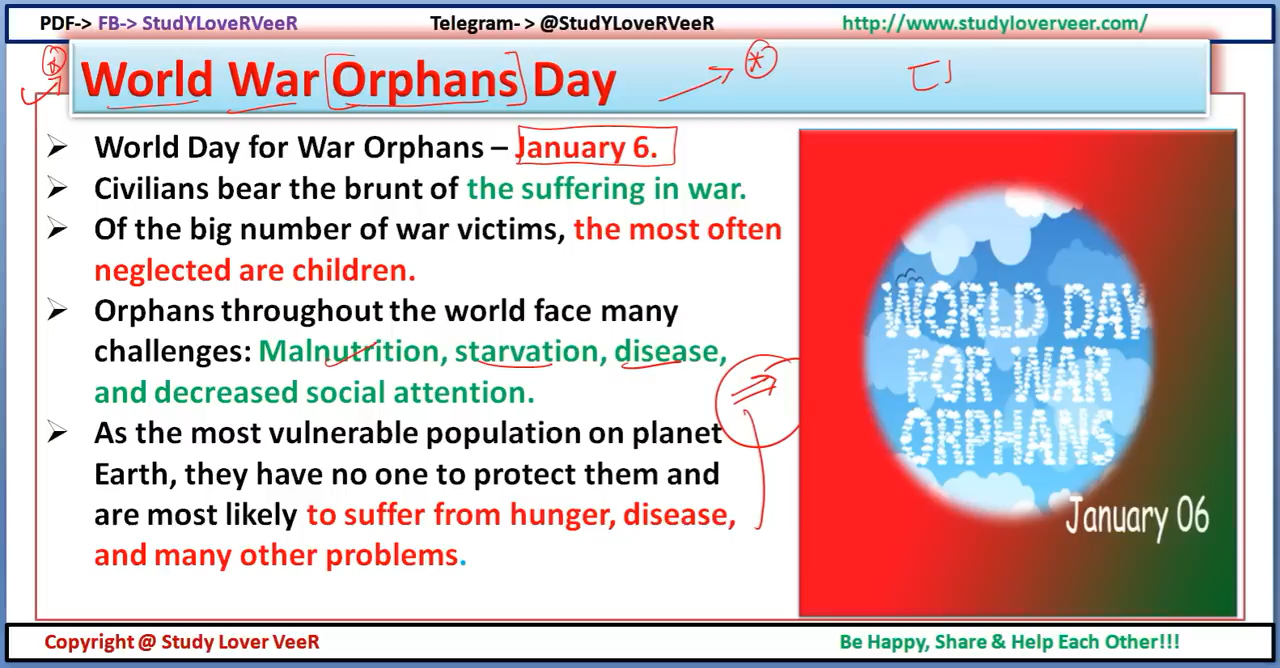 PDF-> FB-> StudYLoveRVeeR Telegram- > @StudYLoveRVeeR http://www.studyloverveer.com/
World War Orphans Day
World Day for War Orphans – January 6.
Civilians bear the brunt of the suffering in war.
Of the big number of war victims, the most often
neglected are children.
Orphans throughout the world face many
challenges: Malnutrition, starvation, disease,
and decreased social attention.
As the most vulnerable population on planet
Earth, they have no one to protect them and
are most likely to suffer from hunger, disease,
and many other problems.
WORLD DAY
FOR WAR
ORPHANS
January 06
Copyright @ Study Lover VeeR Be Happy, Share & Help Each Other!!!